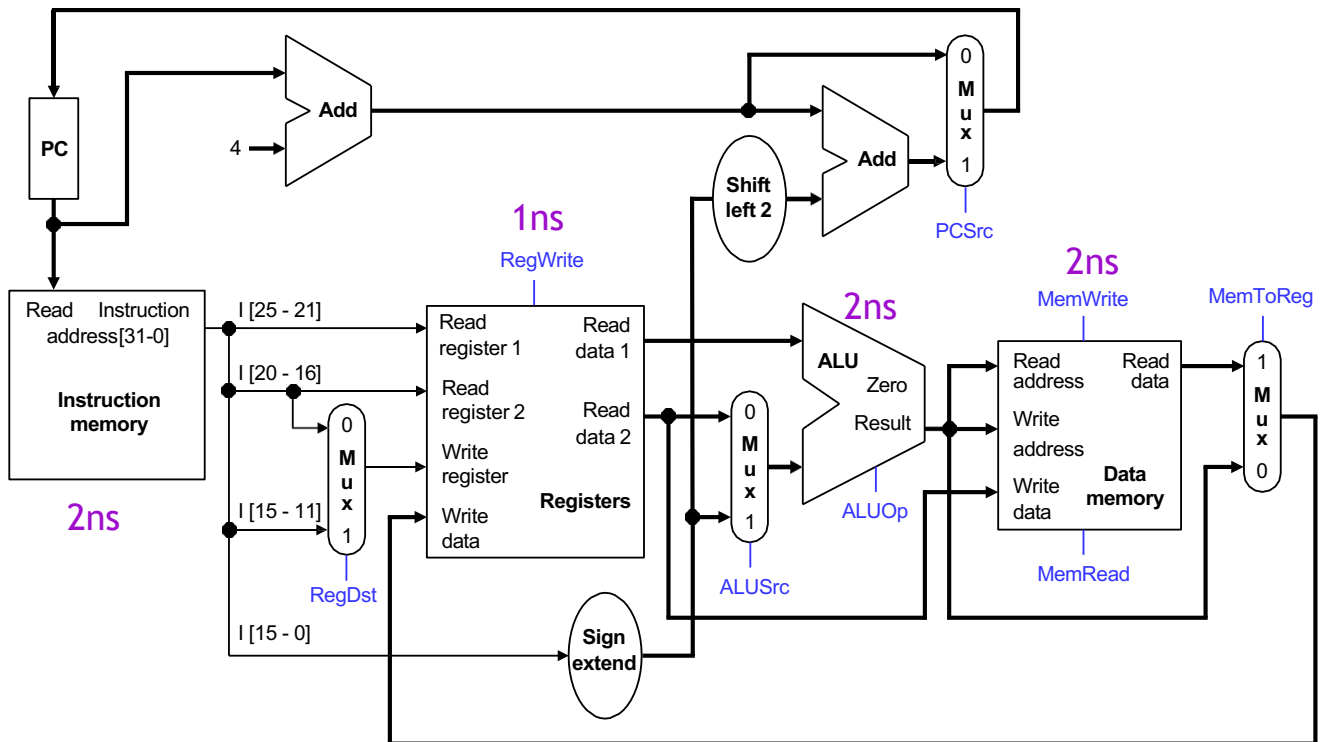 0
M
u
x
1
Add
PC
4
Add
Shift
left 2
PCSrc
1ns
RegWrite
2ns
MemWrite
MemToReg
2ns
Read Instruction
address[31-0]
Instruction
memory
2ns
I [25 - 21]
I [20 - 16]
I [15 - 11]
I [15 - 0]
0
M
u
x
1
RegDst
Read
register 1
Read
data 1
Read
register 2
Read
data 2
Write
register
Registers
Write
data
Sign
extend
0
M
u
x
1
ALUSrc
ALU
Zero
Result
ALUOp
Read
address
Read
data
Write
address
Data
memory
Write
data
MemRead
1
M
u
x
0